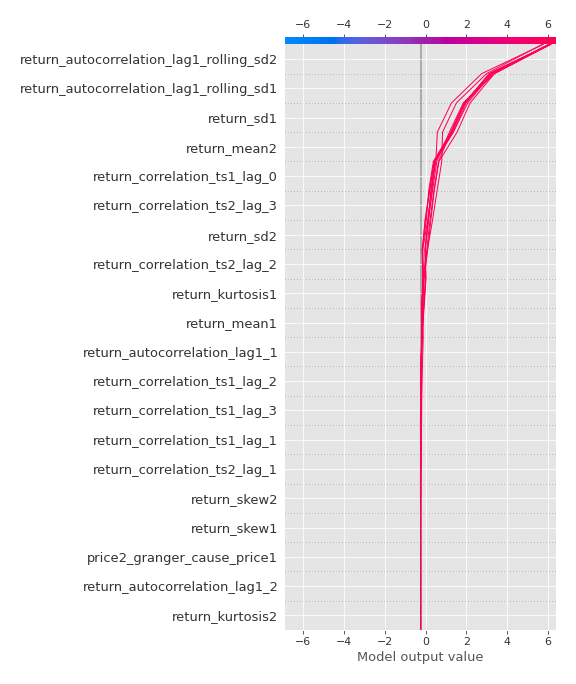 −6 −4 −2 0 2 4 6
return_autocorrelation_lag1_rolling_sd2
return_autocorrelation_lag1_rolling_sd1
return_sd1
return_mean2
return_correlation_ts1_lag_0
return_correlation_ts2_lag_3
return_sd2
return_correlation_ts2_lag_2
return_kurtosis1
return_mean1
return_autocorrelation_lag1_1
return_correlation_ts1_lag_2
return_correlation_ts1_lag_3
return_correlation_ts1_lag_1
return_correlation_ts2_lag_1
return_skew2
return_skew1
price2_granger_cause_price1
return_autocorrelation_lag1_2
return_kurtosis2
−6 −4 −2 0 2 4 6
Model output value